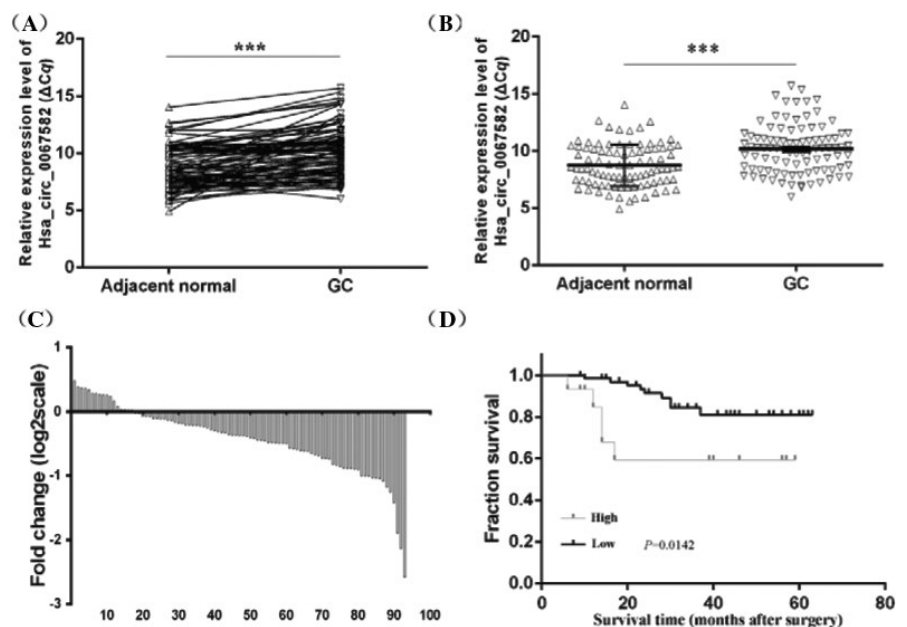 (A)
Relative expression level of
Hsa_circ_0067582 (ΔCq)
20
15
10
5
0
***
Adjacent normal
GC
(B)
Relative expression level of
Hsa_circ_0067582 (ΔCq)
20
15
10
5
0
***
Adjacent normal
GC
(C)
Fold change (log2scale)
1
0
-1
-2
-3
10 20 30 40 50 60 70 80 90 100
(D)
Fraction survival
1.0
0.8
0.6
0.4
0.2
0.0
High
Low P=0.0142
0 20 40 60 80
Survival time (months after surgery)